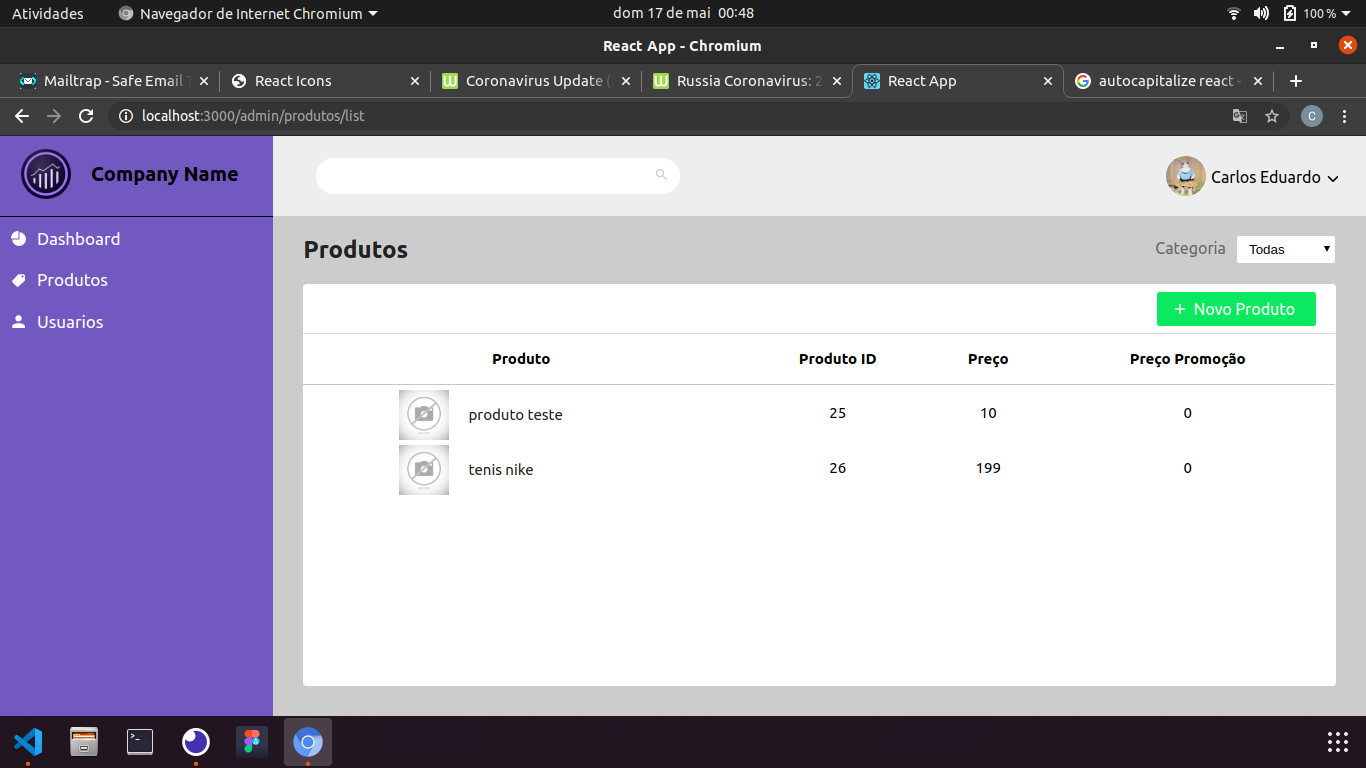 Atividades
Navegador de Internet Chromium
dom 17 de mai 00:48
100 %
React App - Chromium
Mailtrap - Safe Email T
React Icons
Coronavirus Update (
Russia Coronavirus: 2
React App
autocapitalize react -
localhost:3000/admin/produtos/list
C
Company Name
Carlos Eduardo
Dashboard
Produtos
Usuarios
Produtos
Categoria
Todas
+ Novo Produto
Produto Produto ID Preço Preço Promoção
produto teste 25 10 0
tenis nike 26 199 0